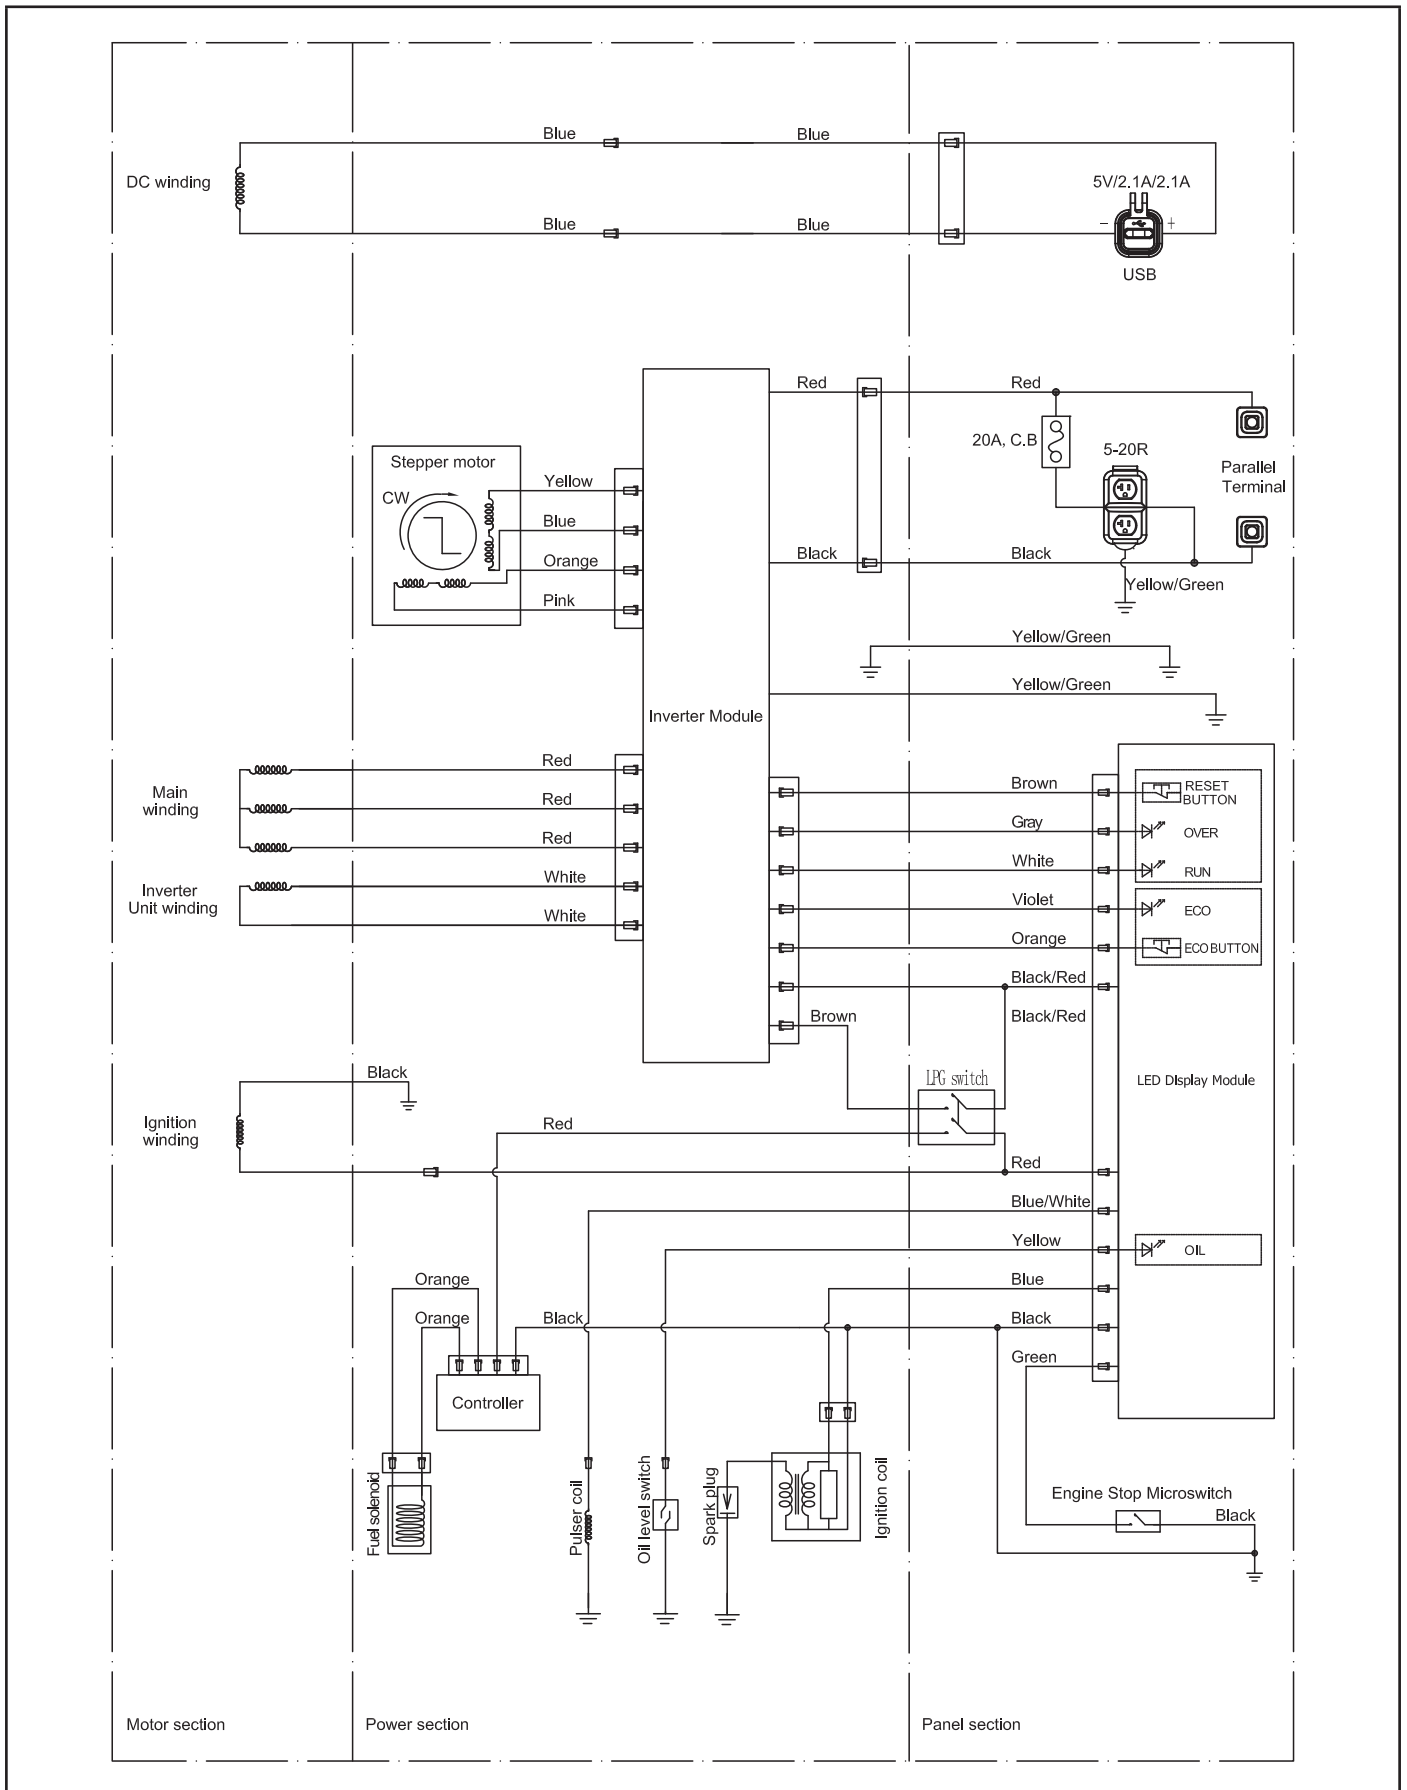 Blue
Blue
DC winding
5V/2.1A/2.1A
Blue
Blue
- +
USB
Red
Red
20A, C.B
5-20R
Stepper motor
Parallel
Terminal
CW
Yellow
Blue
Orange
Pink
Black
Black
Yellow/Green
Yellow/Green
Yellow/Green
Inverter Module
Main
winding
Red
Red
Red
Inverter
Unit winding
White
White
Brown
RESET
BUTTON
Gray
OVER
White
RUN
Violet
ECO
Orange
ECO BUTTON
Black/Red
Brown
Black/Red
Black
LPG switch
LED Display Module
Ignition
winding
Red
Red
Blue/White
Yellow
OIL
Orange
Blue
Orange
Black
Black
Green
Controller
Fuel solenoid
Pulser coil
Oil level switch
Spark plug
Ignition coil
Engine Stop Microswitch
Black
Motor section
Power section
Panel section